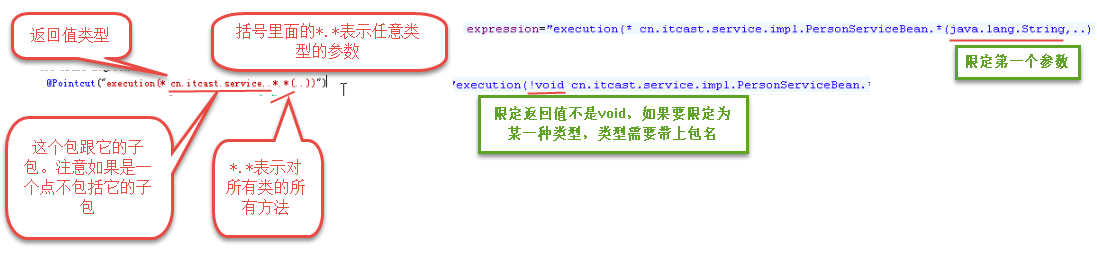 返回值类型
括号里面的*.*表示任意类
型的参数
@Pointcut("execution(* cn.itcast.service..*.*(..))")
这个包跟它的子
包。注意如果是一
个点不包括它的子
包
*.*表示对
所有类的所
有方法
expression="execution(* cn.itcast.service.impl.PersonServiceBean.*(java.lang.String,..)
限定第一个参数
"execution(!void cn.itcast.service.impl.PersonServiceBean.
限定返回值不是void，如果要限定为
某一种类型，类型需要带上包名